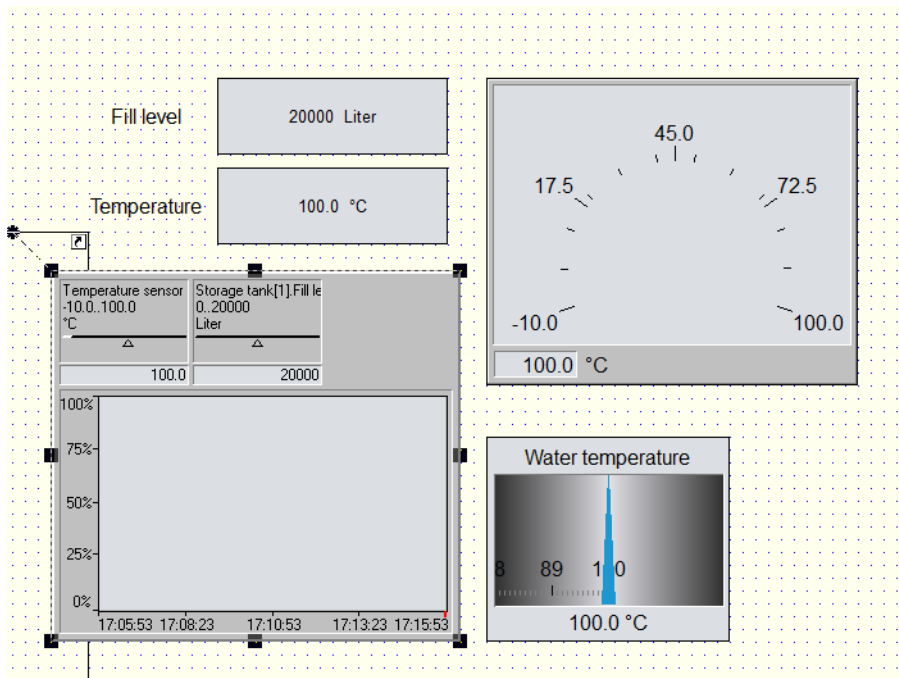 Fill level
20000 Liter
Temperature
100.0 °C
45.0
17.5
72.5
-10.0
100.0
100.0 °C
Temperature sensor
-10.0..100.0
°C
100.0
Storage tank[1].Fill le
0..20000
Liter
20000
100%
75%
50%
25%
0%
17:05:53 17:08:23 17:10:53 17:13:23 17:15:53
Water temperature
8 89 100
100.0 °C